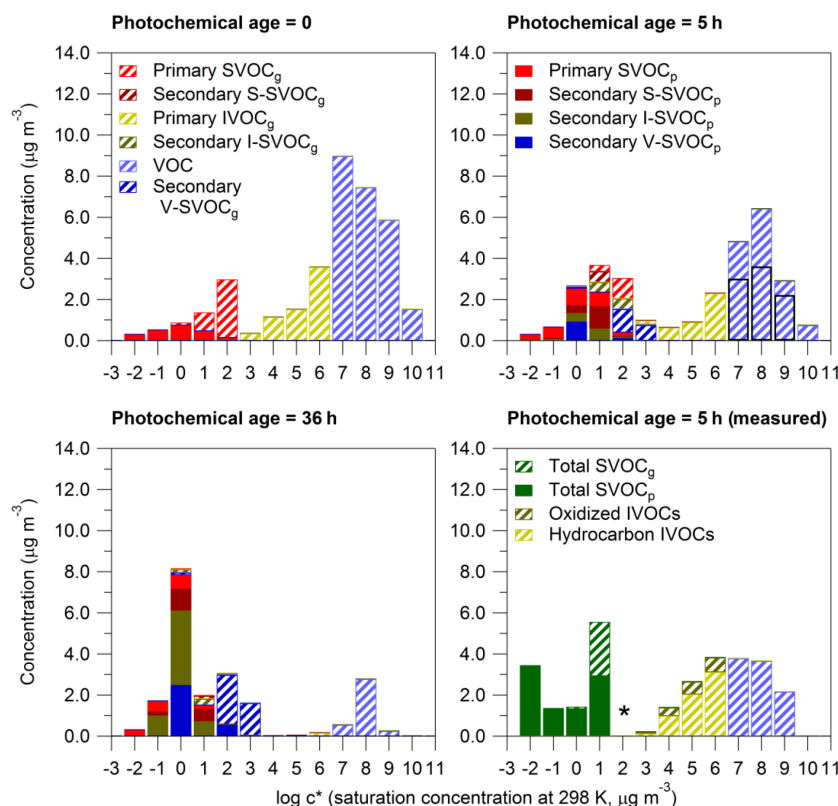 Photochemical age = 0
14.0
12.0
10.0
8.0
6.0
4.0
2.0
0.0
Concentration (µg m⁻³)
Primary SVOCg
Secondary S-SVOCg
Primary IVOCg
Secondary I-SVOCg
VOC
Secondary
V-SVOCg
-3 -2 -1 0 1 2 3 4 5 6 7 8 9 10 11
Photochemical age = 5 h
14.0
12.0
10.0
8.0
6.0
4.0
2.0
0.0
Primary SVOCp
Secondary S-SVOCp
Secondary I-SVOCp
Secondary V-SVOCp
-3 -2 -1 0 1 2 3 4 5 6 7 8 9 10 11
Photochemical age = 36 h
14.0
12.0
10.0
8.0
6.0
4.0
2.0
0.0
Concentration (µg m⁻³)
-3 -2 -1 0 1 2 3 4 5 6 7 8 9 10 11
Photochemical age = 5 h (measured)
14.0
12.0
10.0
8.0
6.0
4.0
2.0
0.0
Total SVOCg
Total SVOCp
Oxidized IVOCs
Hydrocarbon IVOCs
*
-3 -2 -1 0 1 2 3 4 5 6 7 8 9 10 11
log c* (saturation concentration at 298 K, µg m⁻³)